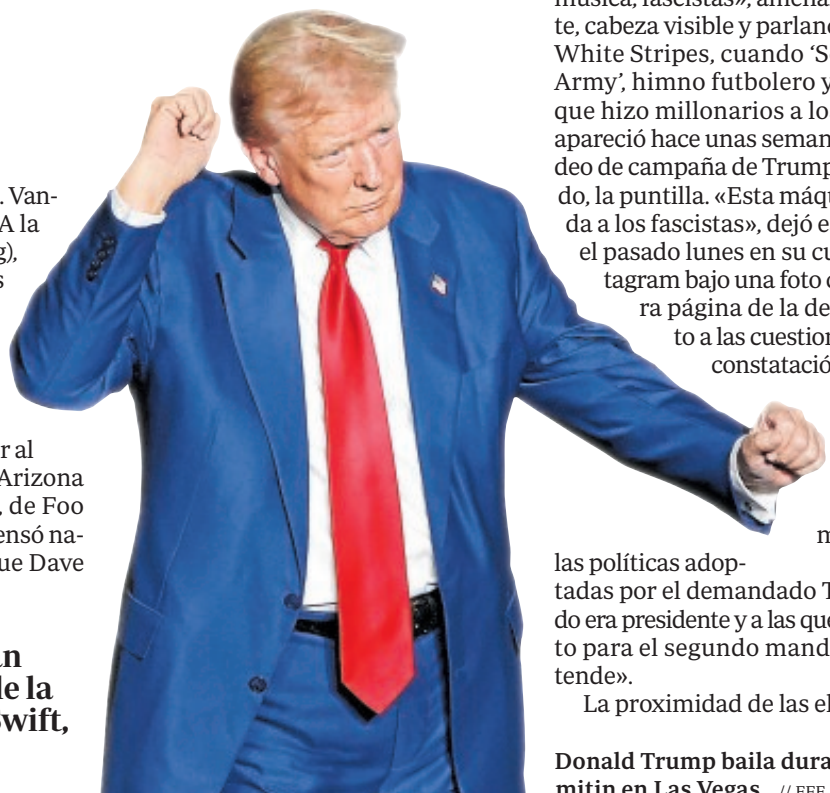 . Van-
A la
g),
s
r al
Arizona
, de Foo
ensó na-
ue Dave
an
de la
Swift,
música, fascistas», amena
te, cabeza visible y parlanc
White Stripes, cuando ‘S
Army’, himno futbolero y
que hizo millonarios a lo
apareció hace unas seman
deo de campaña de Trump
do, la puntilla. «Esta máqu
da a los fascistas», dejó e
el pasado lunes en su cu
tagram bajo una foto d
ra página de la de
to a las cuestion
constatació
m
las políticas adop-
tadas por el demandado T
do era presidente y a las que
to para el segundo mand
tende».
La proximidad de las el
Donald Trump baila dura
mitin en Las Vegas // EFE